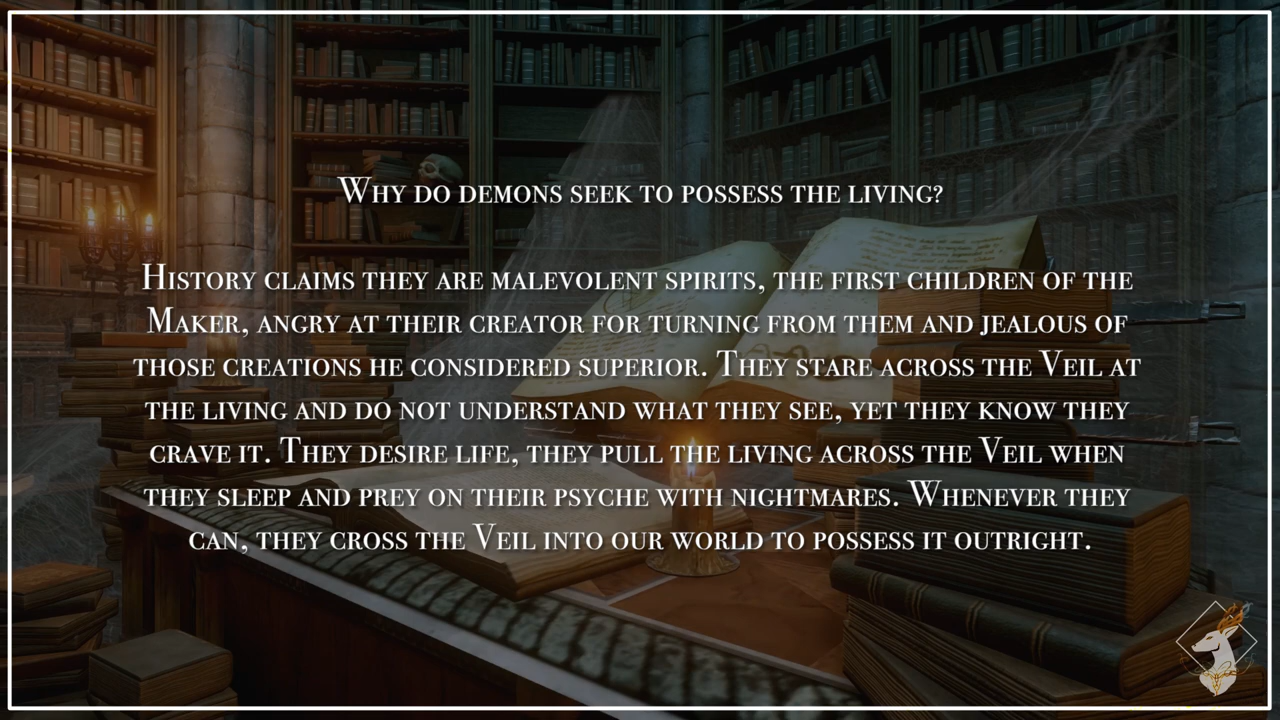 Why do demons seek to possess the living?
History claims they are malevolent spirits, the first children of the
Maker, angry at their creator for turning from them and jealous of
those creations he considered superior. They stare across the Veil at
the living and do not understand what they see, yet they know they
crave it. They desire life, they pull the living across the Veil when
they sleep and prey on their psyche with nightmares. Whenever they
can, they cross the Veil into our world to possess it outright.